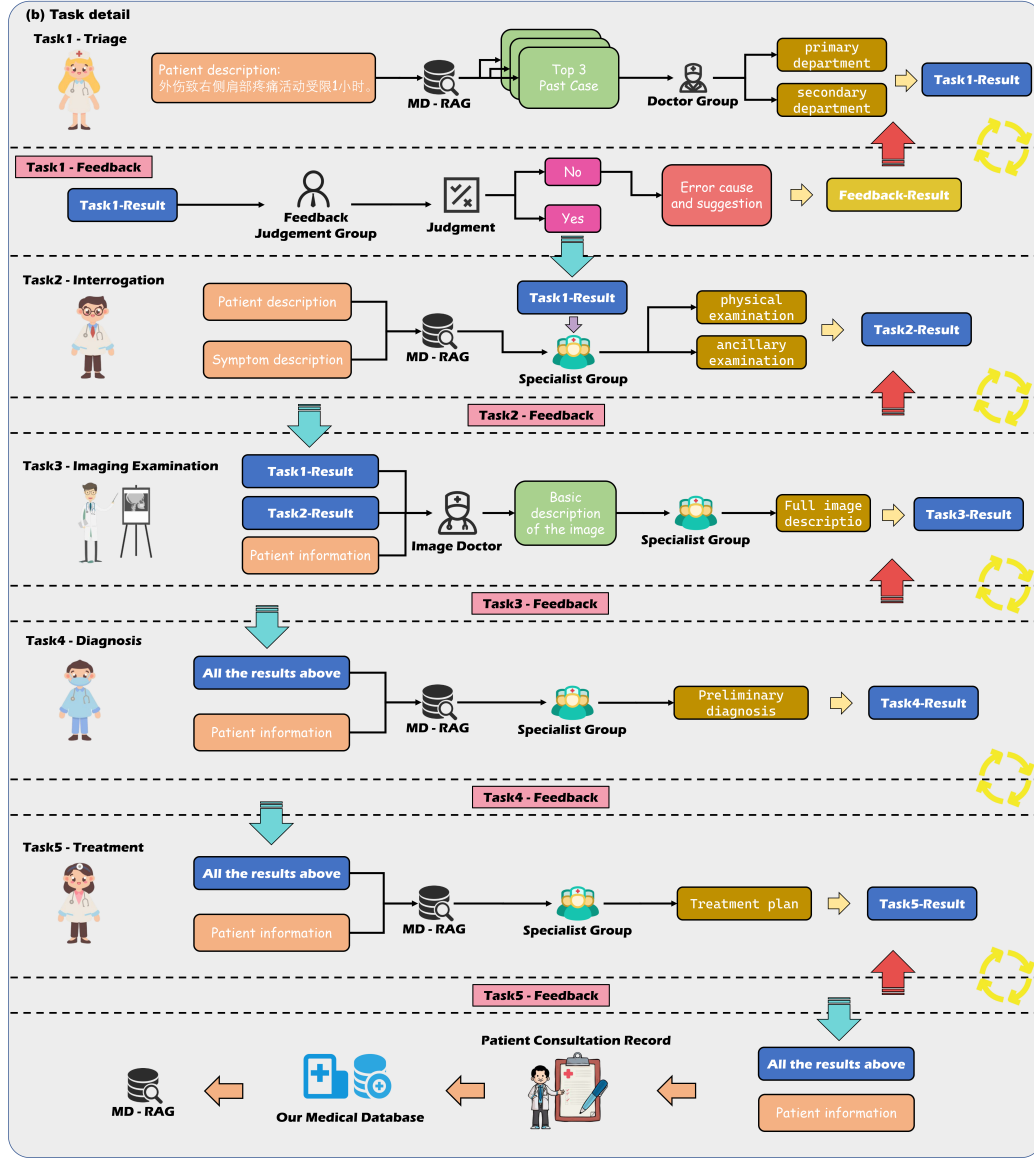 (b) Task detail
Task1 - Triage
Patient description:
外伤致右侧肩部疼痛活动受限1小时。
MD - RAG
Top 3
Past Case
Doctor Group
primary
department
secondary
department
Task1-Result
Task1 - Feedback
Task1-Result
Feedback
Judgement Group
Judgment
No
Yes
Error cause
and suggestion
Feedback-Result
Task2 - Interrogation
Patient description
Symptom description
MD - RAG
Task1-Result
Specialist Group
physical
examination
ancillary
examination
Task2-Result
Task2 - Feedback
Task3 - Imaging Examination
Task1-Result
Task2-Result
Patient information
Image Doctor
Basic
description
of the image
Specialist Group
Full image
descriptio
Task3-Result
Task3 - Feedback
Task4 - Diagnosis
All the results above
Patient information
MD - RAG
Specialist Group
Preliminary
diagnosis
Task4-Result
Task4 - Feedback
Task5 - Treatment
All the results above
Patient information
MD - RAG
Specialist Group
Treatment plan
Task5-Result
Task5 - Feedback
All the results above
Patient information
Patient Consultation Record
Our Medical Database
MD - RAG